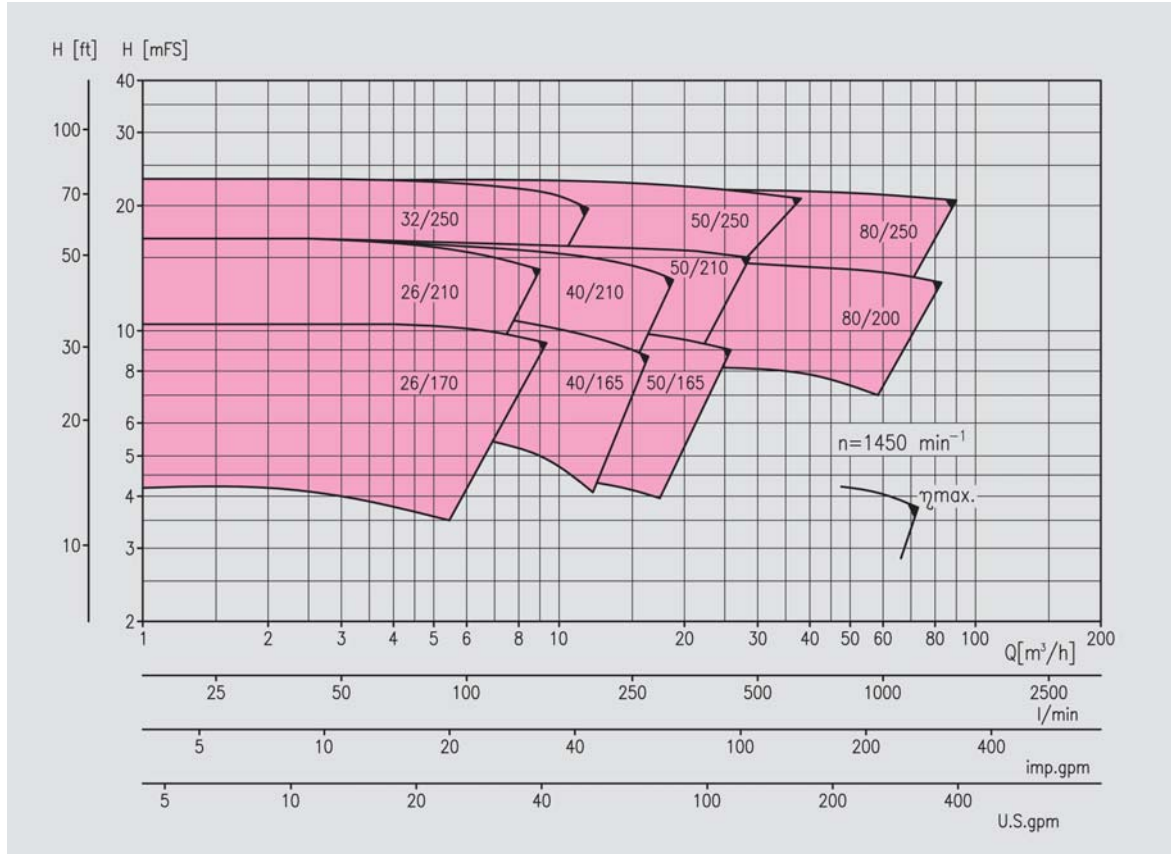 H [ft] H [mFS]
40
100
30
70
20
32/250 50/250 80/250
50
50/210
26/210 40/210
80/200
10
30
8
26/170 40/165 50/165
20
6
n=1450 min⁻¹
5
4
ηmax.
10
3
2
1 2 3 4 5 6 8 10 20 30 40 50 60 80 100 200
Q[m³/h]
25 50 100 250 500 1000 2500
l/min
5 10 20 40 100 200 400
imp.gpm
5 10 20 40 100 200 400
U.S.gpm